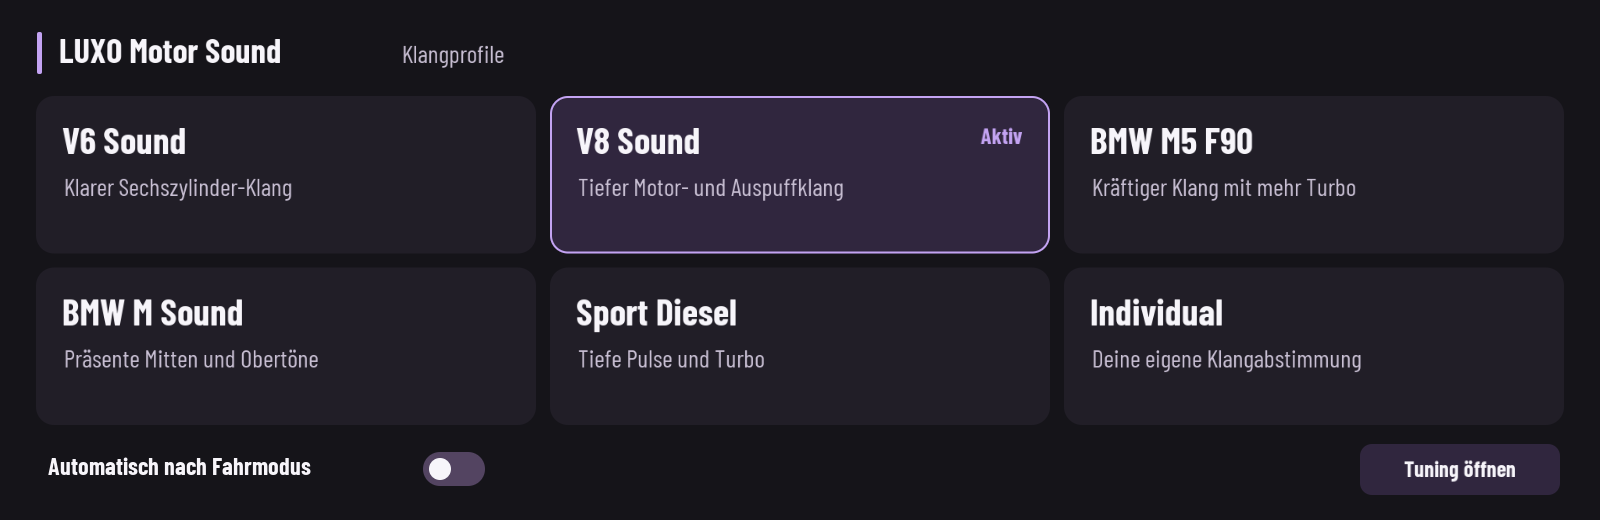 LUXO Motor Sound
Klangprofile
V6 Sound
Klarer Sechszylinder-Klang
V8 Sound
Aktiv
Tiefer Motor- und Auspuffklang
BMW M5 F90
Kräftiger Klang mit mehr Turbo
BMW M Sound
Präsente Mitten und Obertöne
Sport Diesel
Tiefe Pulse und Turbo
Individual
Deine eigene Klangabstimmung
Automatisch nach Fahrmodus
Tuning öffnen